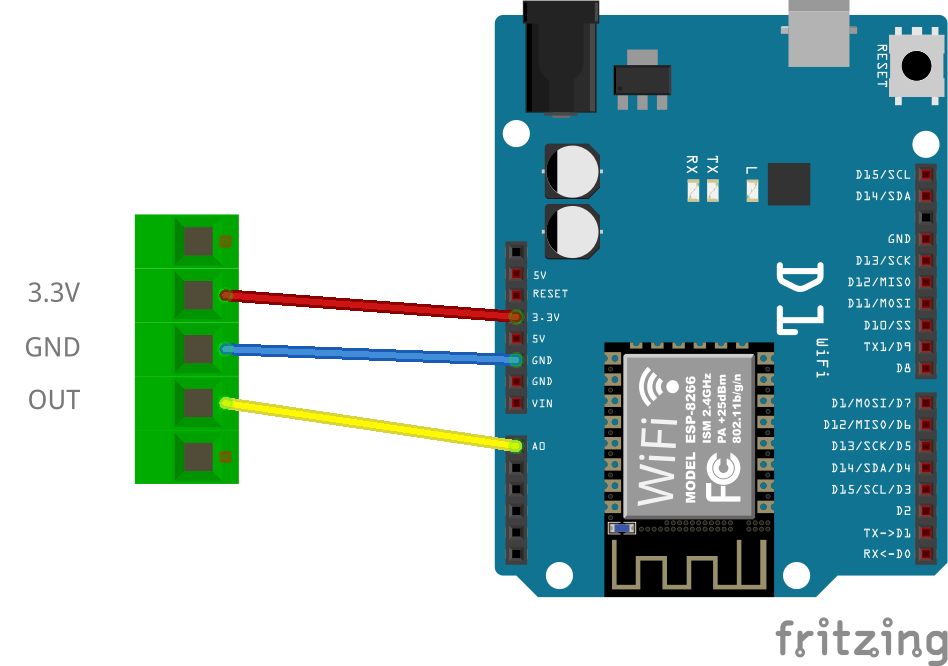 3.3V
GND
OUT
RESET
RX
TX
L
5V
RESET
3.3V
5V
GND
GND
VIN
A0
D1
WiFi
D15/SCL
D14/SDA
GND
D13/SCK
D12/MISO
D11/MOSI
D10/SS
TX1/D9
D8
D1/MOSI/D7
D12/MISO/D6
D13/SCK/D5
D14/SDA/D4
D15/SCL/D3
D2
TX->D1
RX<-D0
WiFi
MODEL ESP-8266
ISM 2.4GHz
PA +25dBm
802.11b/g/n
FC
fritzing